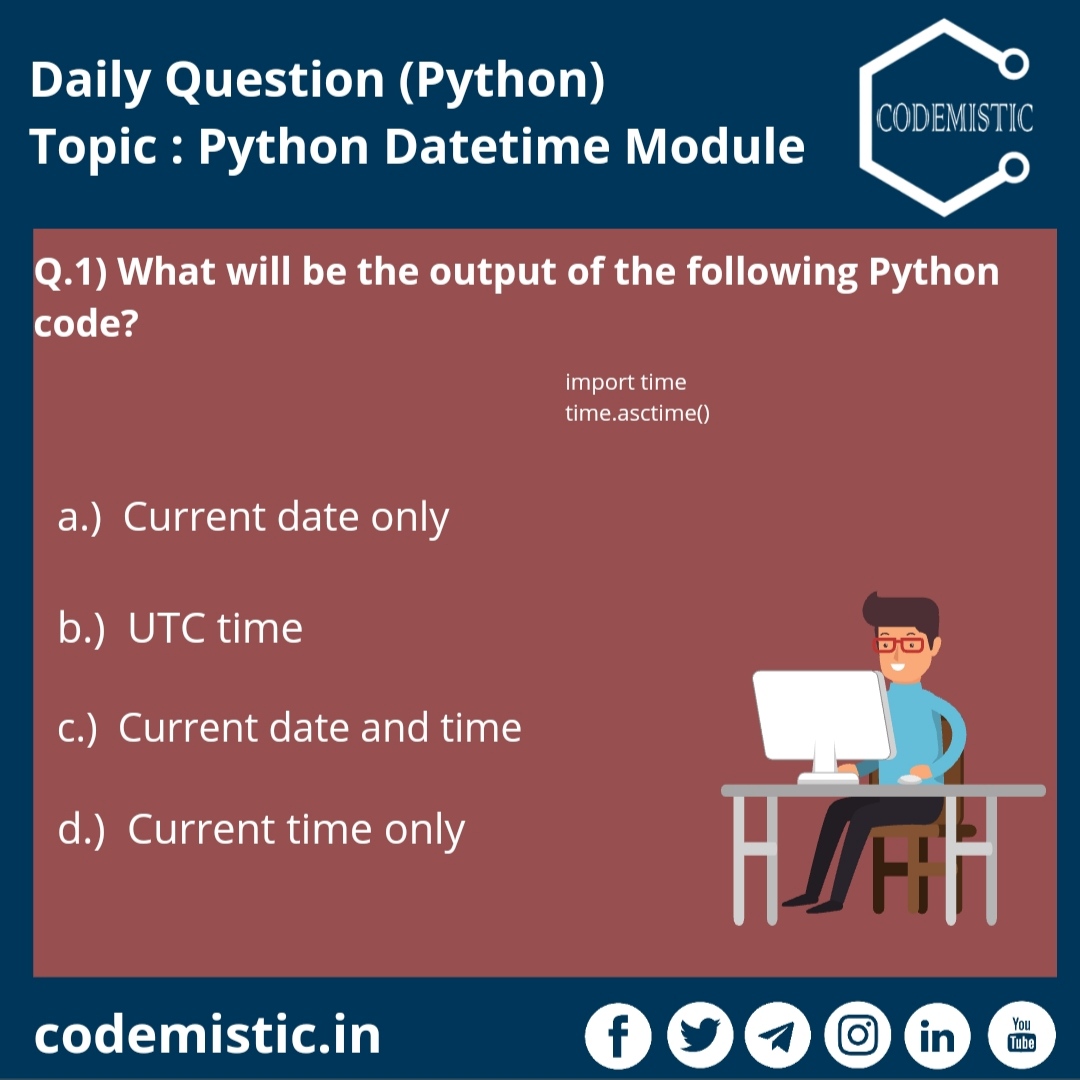 Daily Question (Python)
Topic : Python Datetime Module
CODEMISTIC
Q.1) What will be the output of the following Python
code?
import time
time.asctime()
a.) Current date only
b.) UTC time
c.) Current date and time
d.) Current time only
codemistic.in
f
in
You
Tube